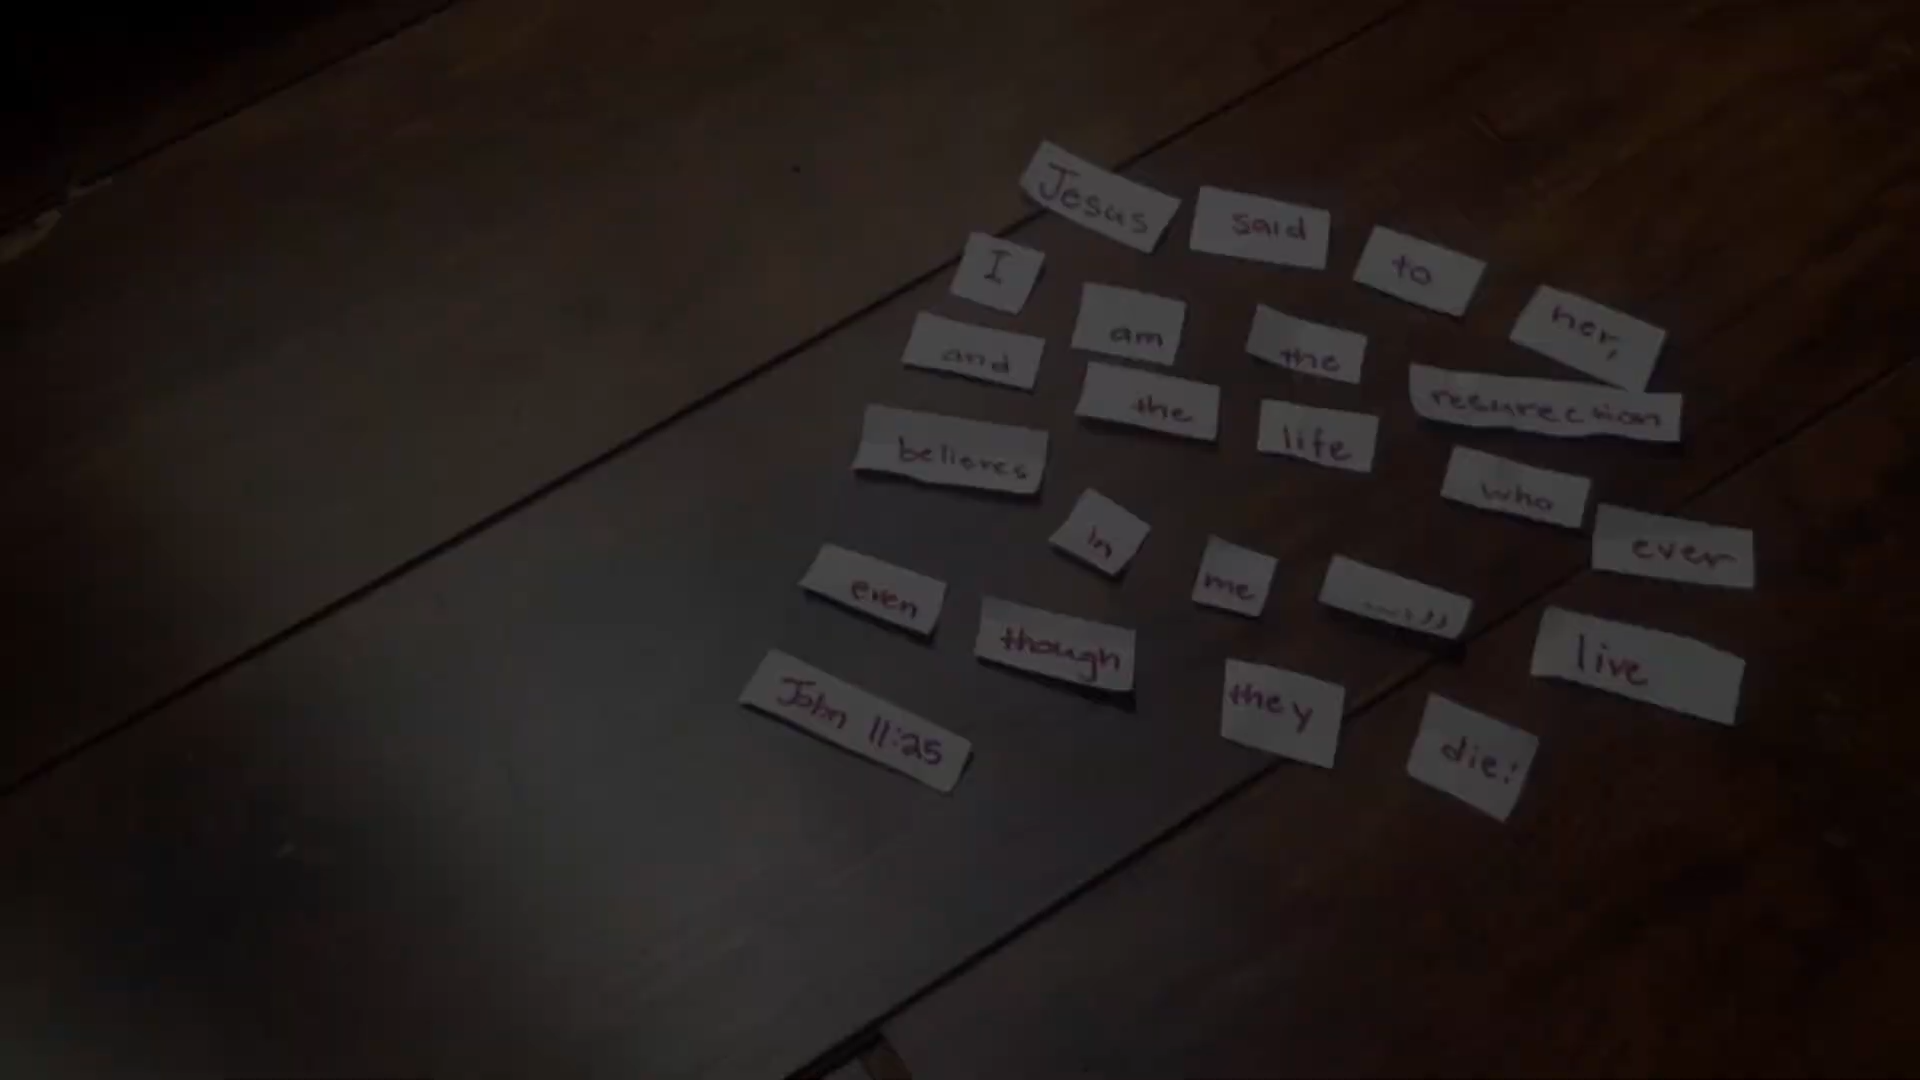 Jesus said to her,
I am the resurrection
and the life who ever
believes in me will live
even though they die!
John 11:25